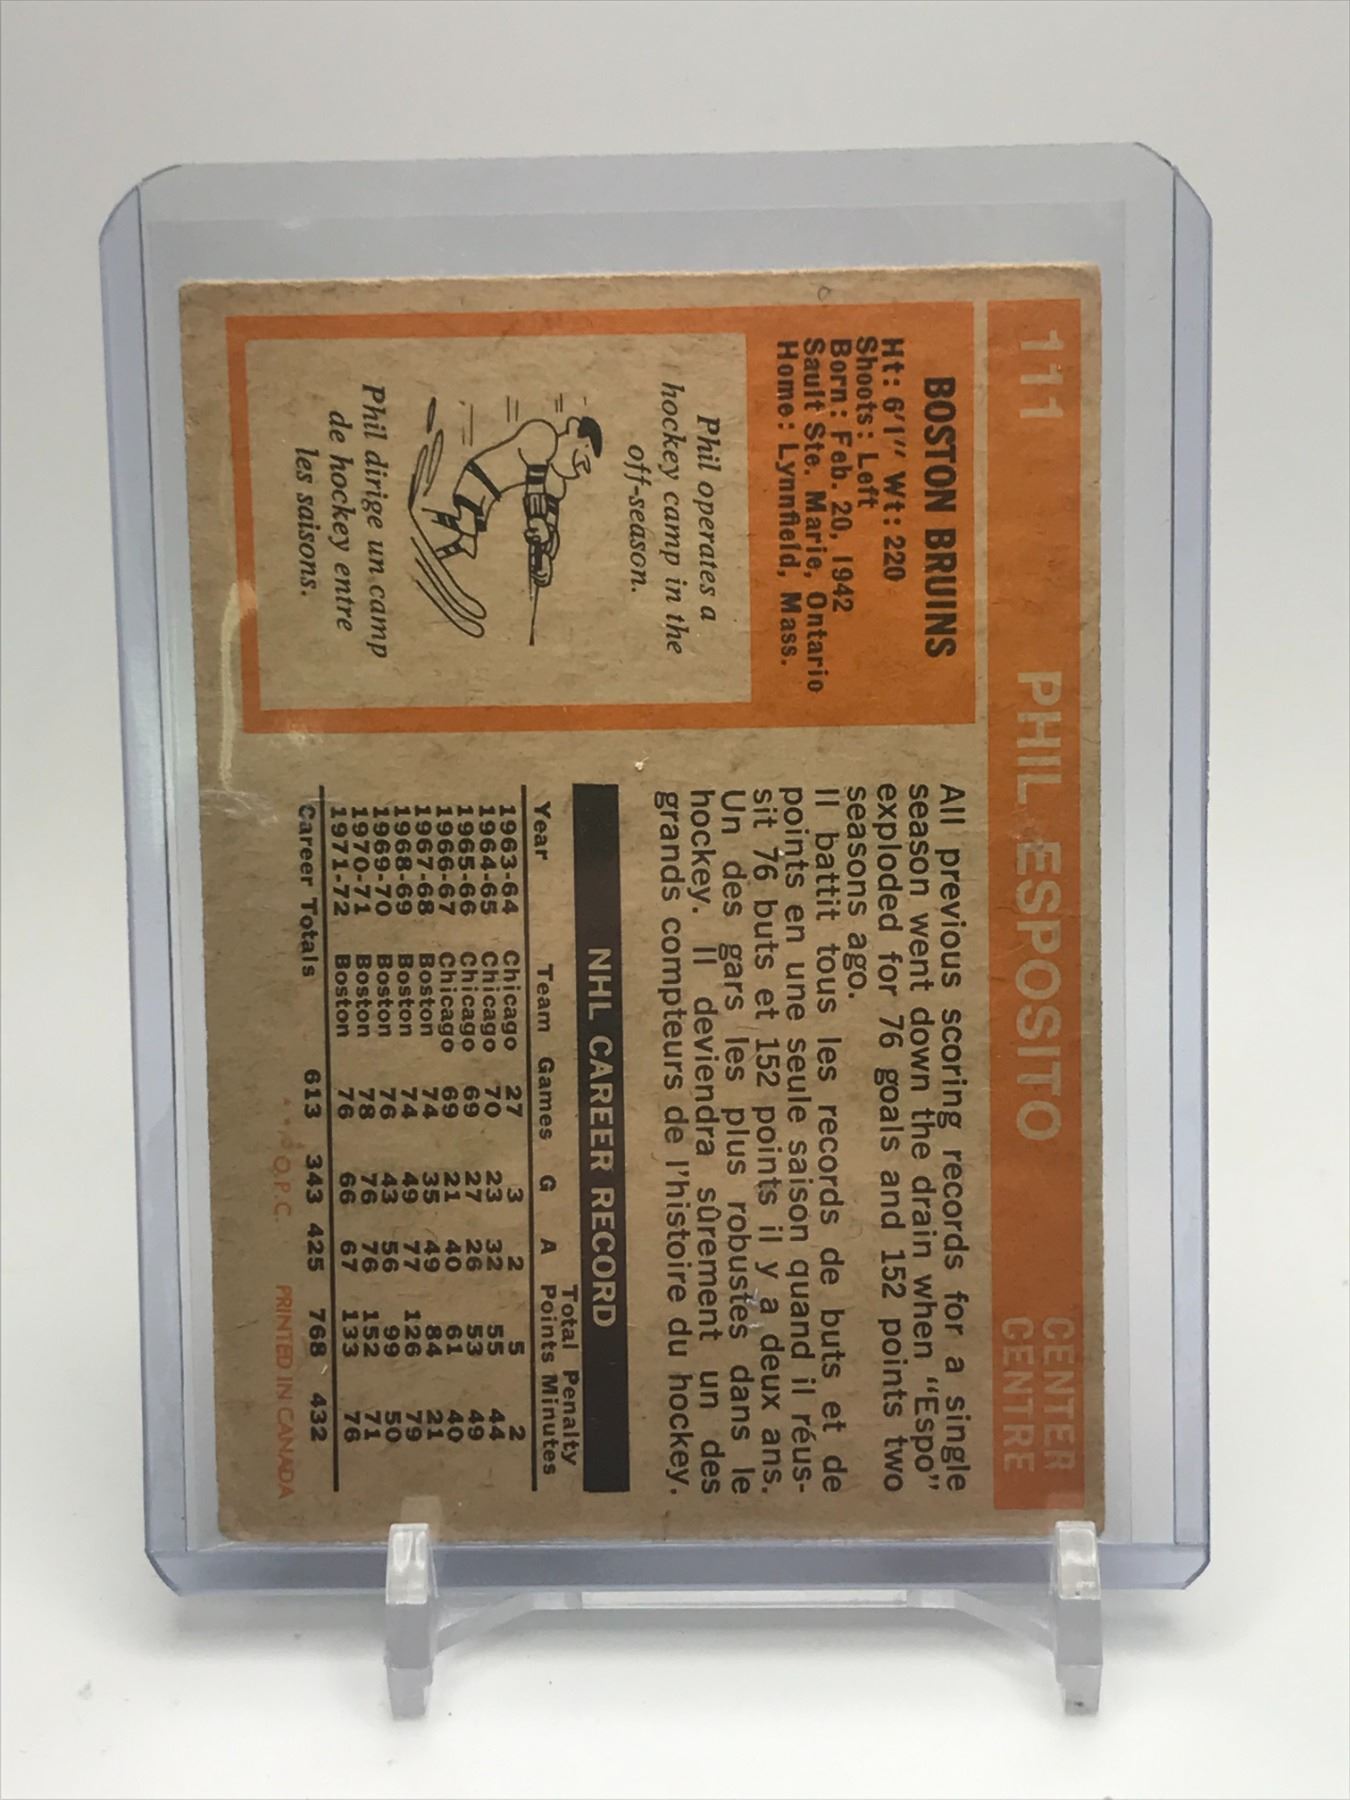 111 PHIL ESPOSITO CENTER
CENTRE
BOSTON BRUINS
Ht: 6'1" Wt: 220
Shoots: Left
Born: Feb. 20, 1942
Sault Ste. Marie, Ontario
Home: Lynnfield, Mass.
Phil operates a
hockey camp in the
off-season.
Phil dirige un camp
de hockey entre
les saisons.
All previous scoring records for a single
season went down the drain when "Espo"
exploded for 76 goals and 152 points two
seasons ago.
Il battit tous les records de buts et de
points en une seule saison quand il réus-
sit 76 buts et 152 points il y a deux ans.
Un des gars les plus robustes dans le
hockey. Il deviendra sûrement un des
grands compteurs de l'histoire du hockey.
NHL CAREER RECORD
Total Penalty
Year Team Games G A Points Minutes
1963-64 Chicago 27 3 2 5 2
1964-65 Chicago 70 23 32 55 44
1965-66 Chicago 69 27 26 53 49
1966-67 Chicago 69 21 40 61 40
1967-68 Boston 74 35 49 84 21
1968-69 Boston 74 49 77 126 79
1969-70 Boston 76 43 56 99 50
1970-71 Boston 78 76 76 152 71
1971-72 Boston 76 66 67 133 76
Career Totals 613 343 425 768 432
O.P.C. PRINTED IN CANADA